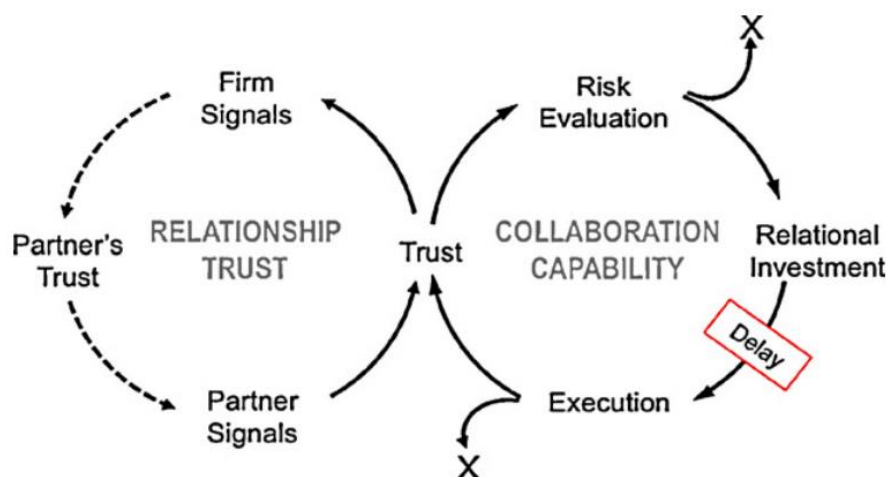 X
Firm
Signals
Risk
Evaluation
Partner's
Trust
RELATIONSHIP
TRUST
Trust
COLLABORATION
CAPABILITY
Relational
Investment
Delay
Partner
Signals
Execution
X